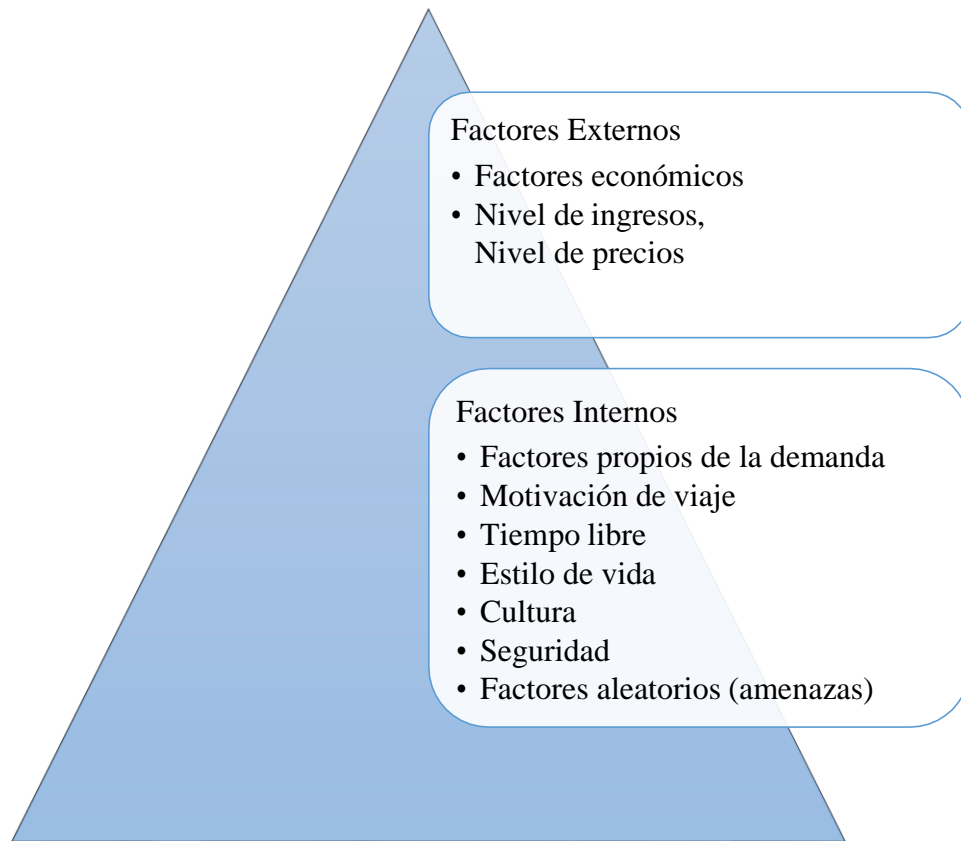 Factores Externos
• Factores económicos
• Nivel de ingresos,
Nivel de precios
Factores Internos
• Factores propios de la demanda
• Motivación de viaje
• Tiempo libre
• Estilo de vida
• Cultura
• Seguridad
• Factores aleatorios (amenazas)